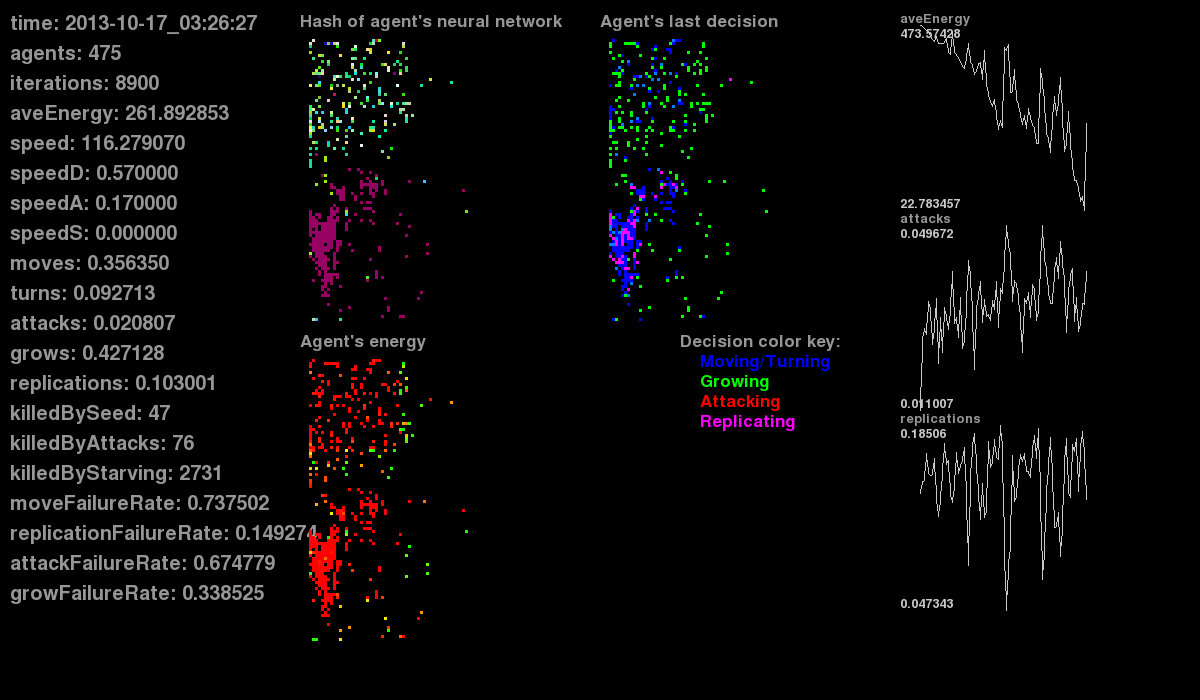 time: 2013-10-17_03:26:27
agents: 475
iterations: 8900
aveEnergy: 261.892853
speed: 116.279070
speedD: 0.570000
speedA: 0.170000
speedS: 0.000000
moves: 0.356350
turns: 0.092713
attacks: 0.020807
grows: 0.427128
replications: 0.103001
killedBySeed: 47
killedByAttacks: 76
killedByStarving: 2731
moveFailureRate: 0.737502
replicationFailureRate: 0.149274
attackFailureRate: 0.674779
growFailureRate: 0.338525
Hash of agent's neural network
Agent's energy
Agent's last decision
Decision color key:
Moving/Turning
Growing
Attacking
Replicating
aveEnergy
473.57428
22.783457
attacks
0.049672
0.011007
replications
0.18506
0.047343